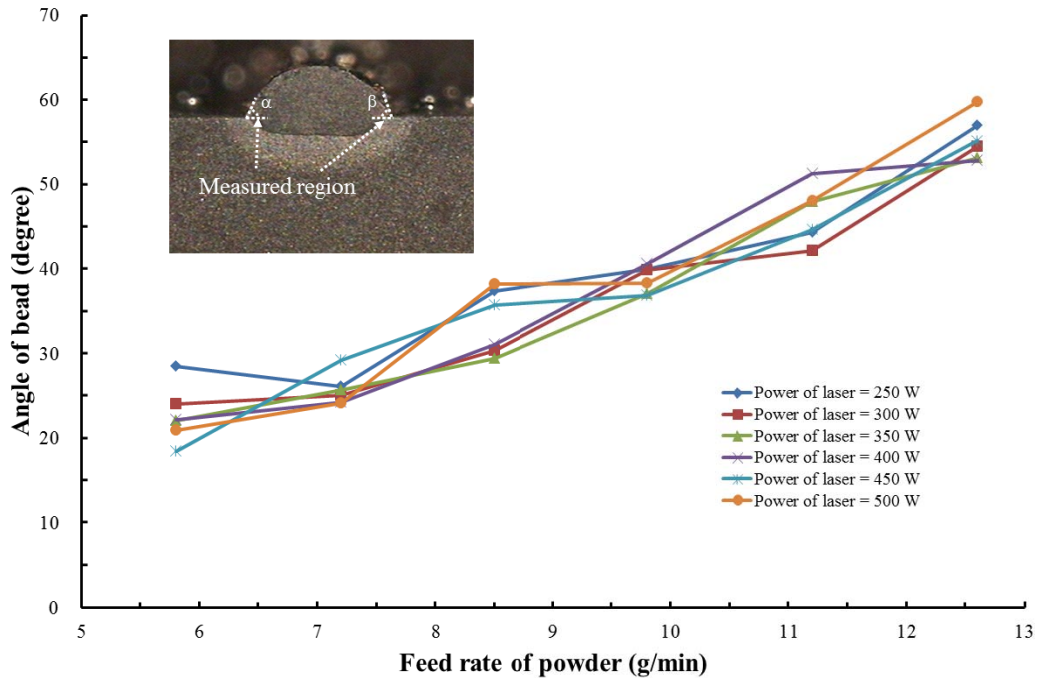 70
60
50
40
30
20
10
0
Angle of bead (degree)
α
β
Measured region
Power of laser = 250 W
Power of laser = 300 W
Power of laser = 350 W
Power of laser = 400 W
Power of laser = 450 W
Power of laser = 500 W
5 6 7 8 9 10 11 12 13
Feed rate of powder (g/min)